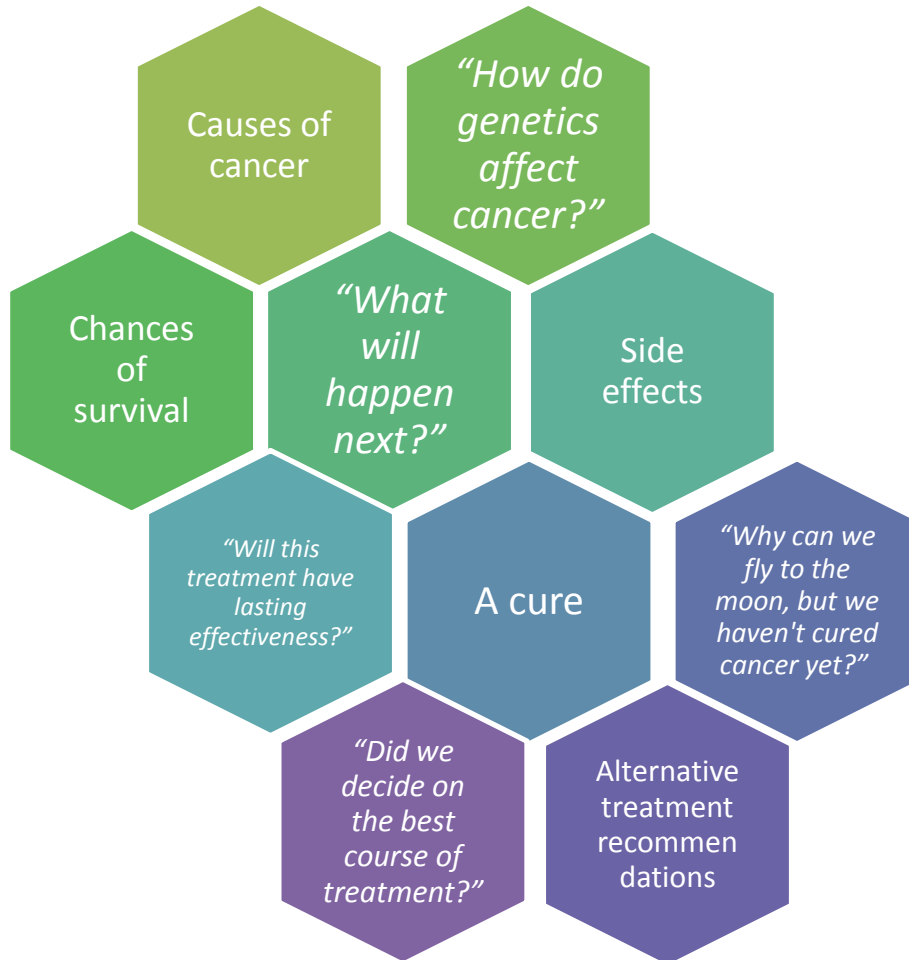 Causes of
cancer
“How do
genetics
affect
cancer?”
Chances
of
survival
“What
will
happen
next?”
Side
effects
“Will this
treatment have
lasting
effectiveness?”
A cure
“Why can we
fly to the
moon, but we
haven't cured
cancer yet?”
“Did we
decide on
the best
course of
treatment?”
Alternative
treatment
recommen
dations